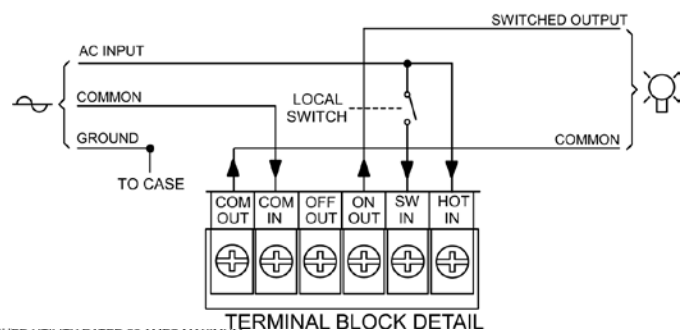 SWITCHED OUTPUT
AC INPUT
COMMON
LOCAL
SWITCH
GROUND
COMMON
TO CASE
COM
OUT
COM
IN
OFF
OUT
ON
OUT
SW
IN
HOT
IN
TERMINAL BLOCK DETAIL